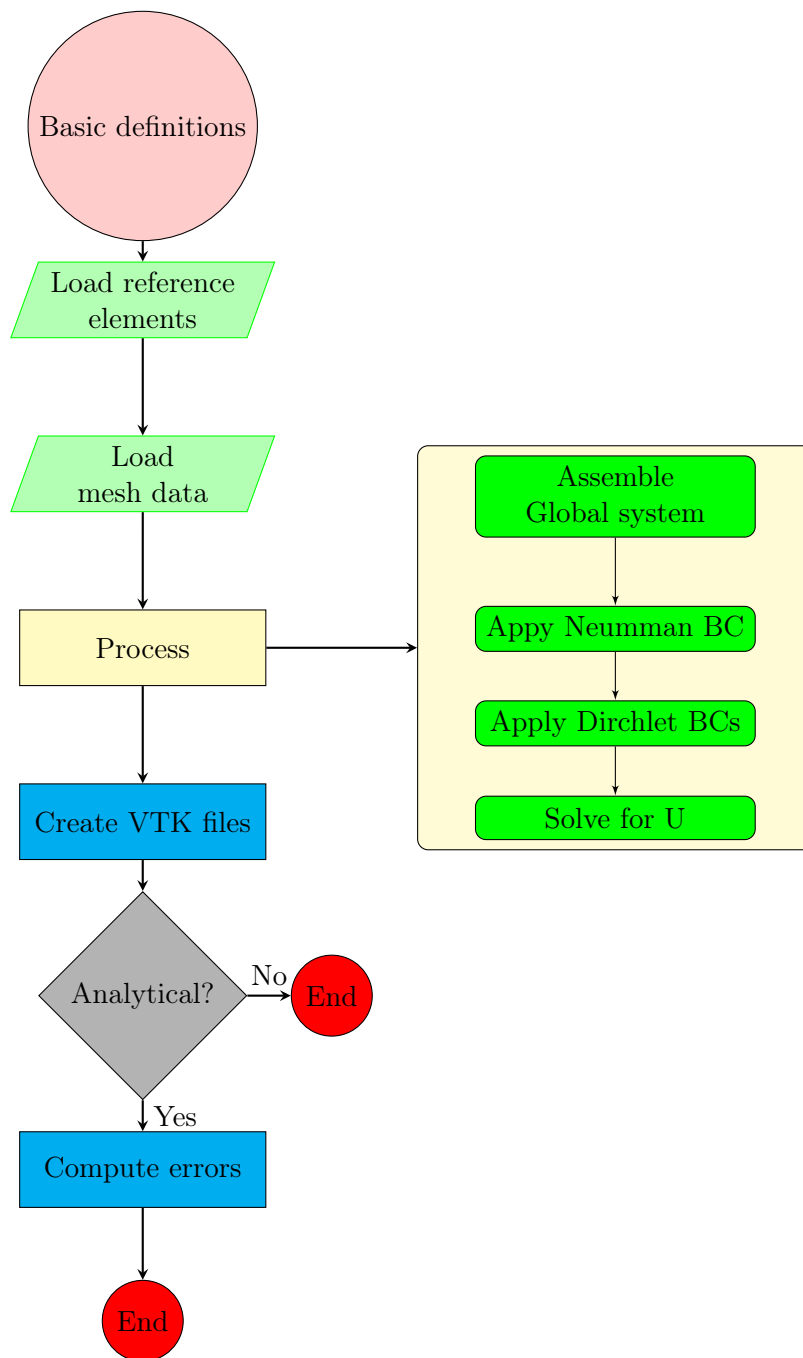 Basic definitions
Load reference
elements
Load
mesh data
Process
Create VTK files
Analytical?
No
End
Yes
Compute errors
End
Assemble
Global system
Appy Neumman BC
Apply Dirchlet BCs
Solve for U